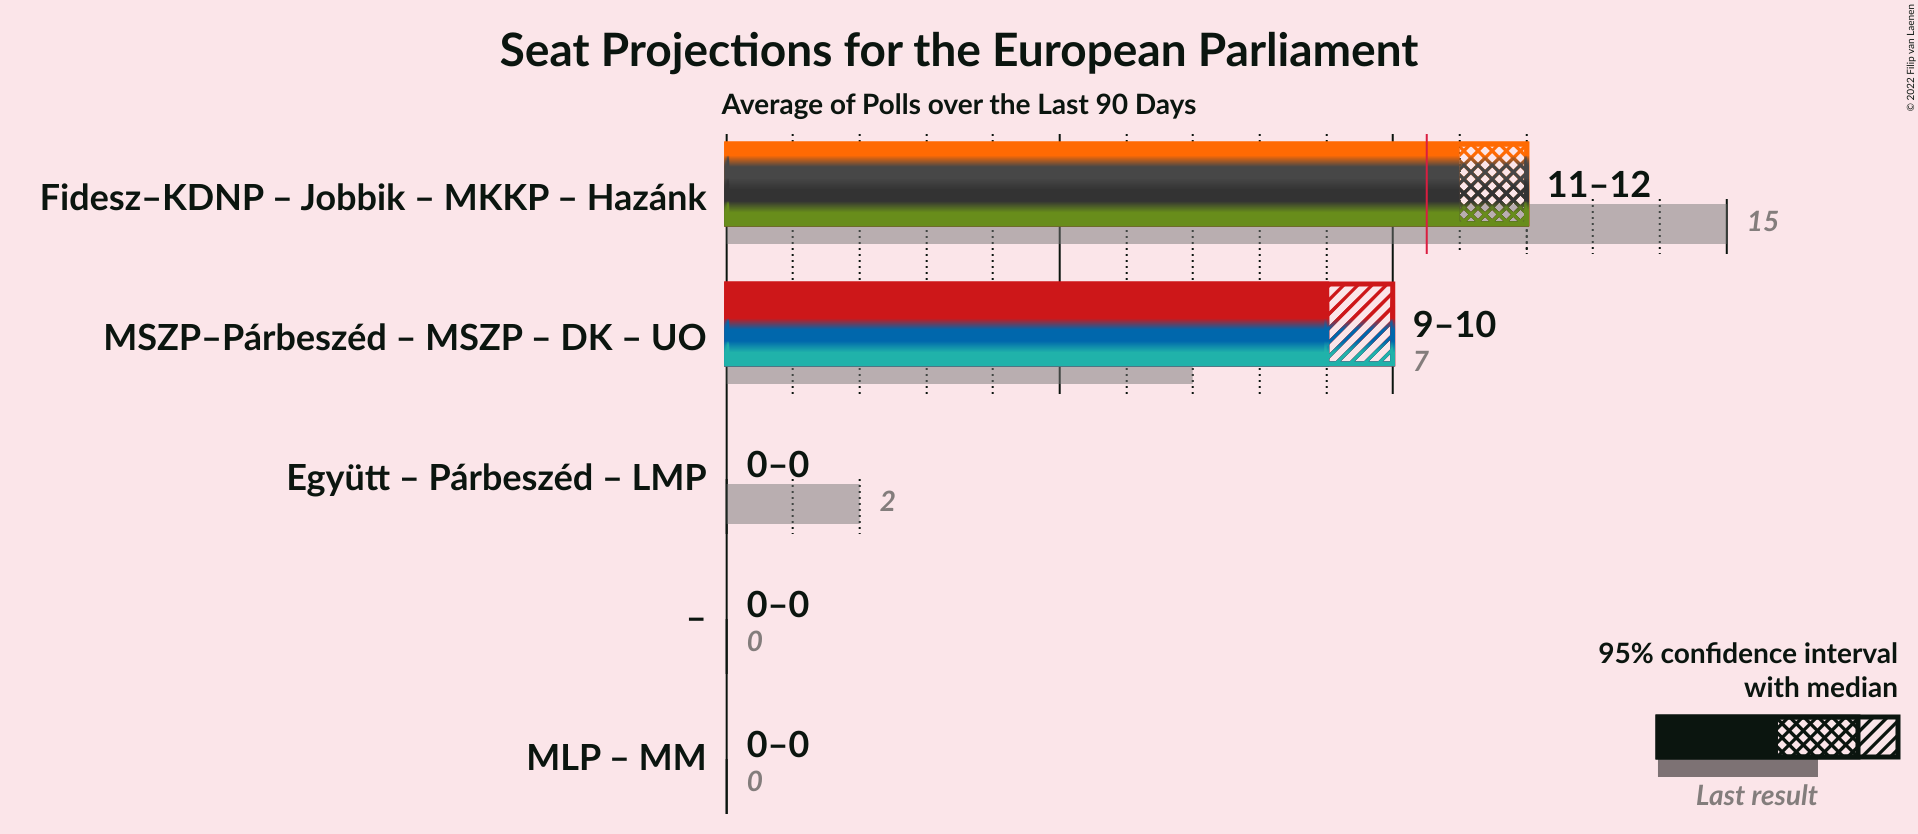 Seat Projections for the European Parliament
Average of Polls over the Last 90 Days
© 2022 Filip van Laenen
Fidesz–KDNP – Jobbik – MKKP – Hazánk
11–12
15
MSZP–Párbeszéd – MSZP – DK – UO
9–10
7
Együtt – Párbeszéd – LMP
0–0
2
–
0–0
0
MLP – MM
0–0
0
95% confidence interval
with median
Last result